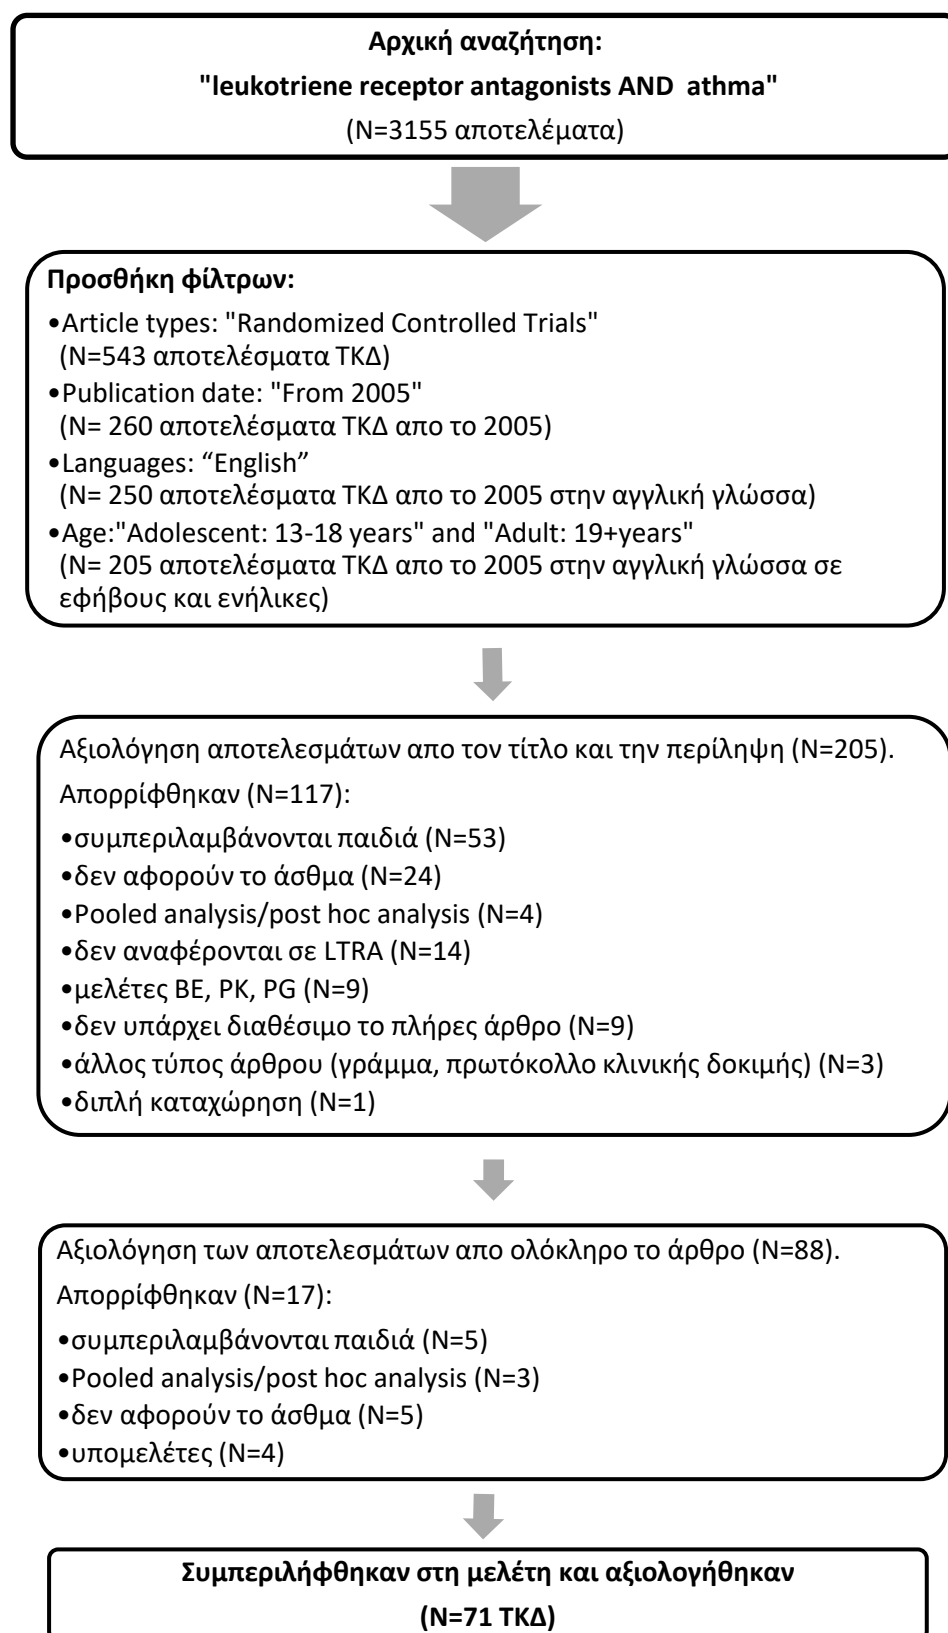 Αρχική αναζήτηση:
"leukotriene receptor antagonists AND athma"
(N=3155 αποτελέματα)
Προσθήκη φίλτρων:
•Article types: "Randomized Controlled Trials"
(N=543 αποτελέσματα ΤΚΔ)
•Publication date: "From 2005"
(N= 260 αποτελέσματα ΤΚΔ απο το 2005)
•Languages: “English”
(N= 250 αποτελέσματα ΤΚΔ απο το 2005 στην αγγλική γλώσσα)
•Age:"Adolescent: 13-18 years" and "Adult: 19+years"
(N= 205 αποτελέσματα ΤΚΔ απο το 2005 στην αγγλική γλώσσα σε
εφήβους και ενήλικες)
Αξιολόγηση αποτελεσμάτων απο τον τίτλο και την περίληψη (N=205).
Απορρίφθηκαν (N=117):
•συμπεριλαμβάνονται παιδιά (N=53)
•δεν αφορούν το άσθμα (N=24)
•Pooled analysis/post hoc analysis (N=4)
•δεν αναφέρονται σε LTRA (N=14)
•μελέτες BE, PK, PG (N=9)
•δεν υπάρχει διαθέσιμο το πλήρες άρθρο (N=9)
•άλλος τύπος άρθρου (γράμμα, πρωτόκολλο κλινικής δοκιμής) (N=3)
•διπλή καταχώρηση (N=1)
Αξιολόγηση των αποτελεσμάτων απο ολόκληρο το άρθρο (N=88).
Απορρίφθηκαν (N=17):
•συμπεριλαμβάνονται παιδιά (N=5)
•Pooled analysis/post hoc analysis (N=3)
•δεν αφορούν το άσθμα (N=5)
•υπομελέτες (N=4)
Συμπεριλήφθηκαν στη μελέτη και αξιολογήθηκαν
(N=71 ΤΚΔ)